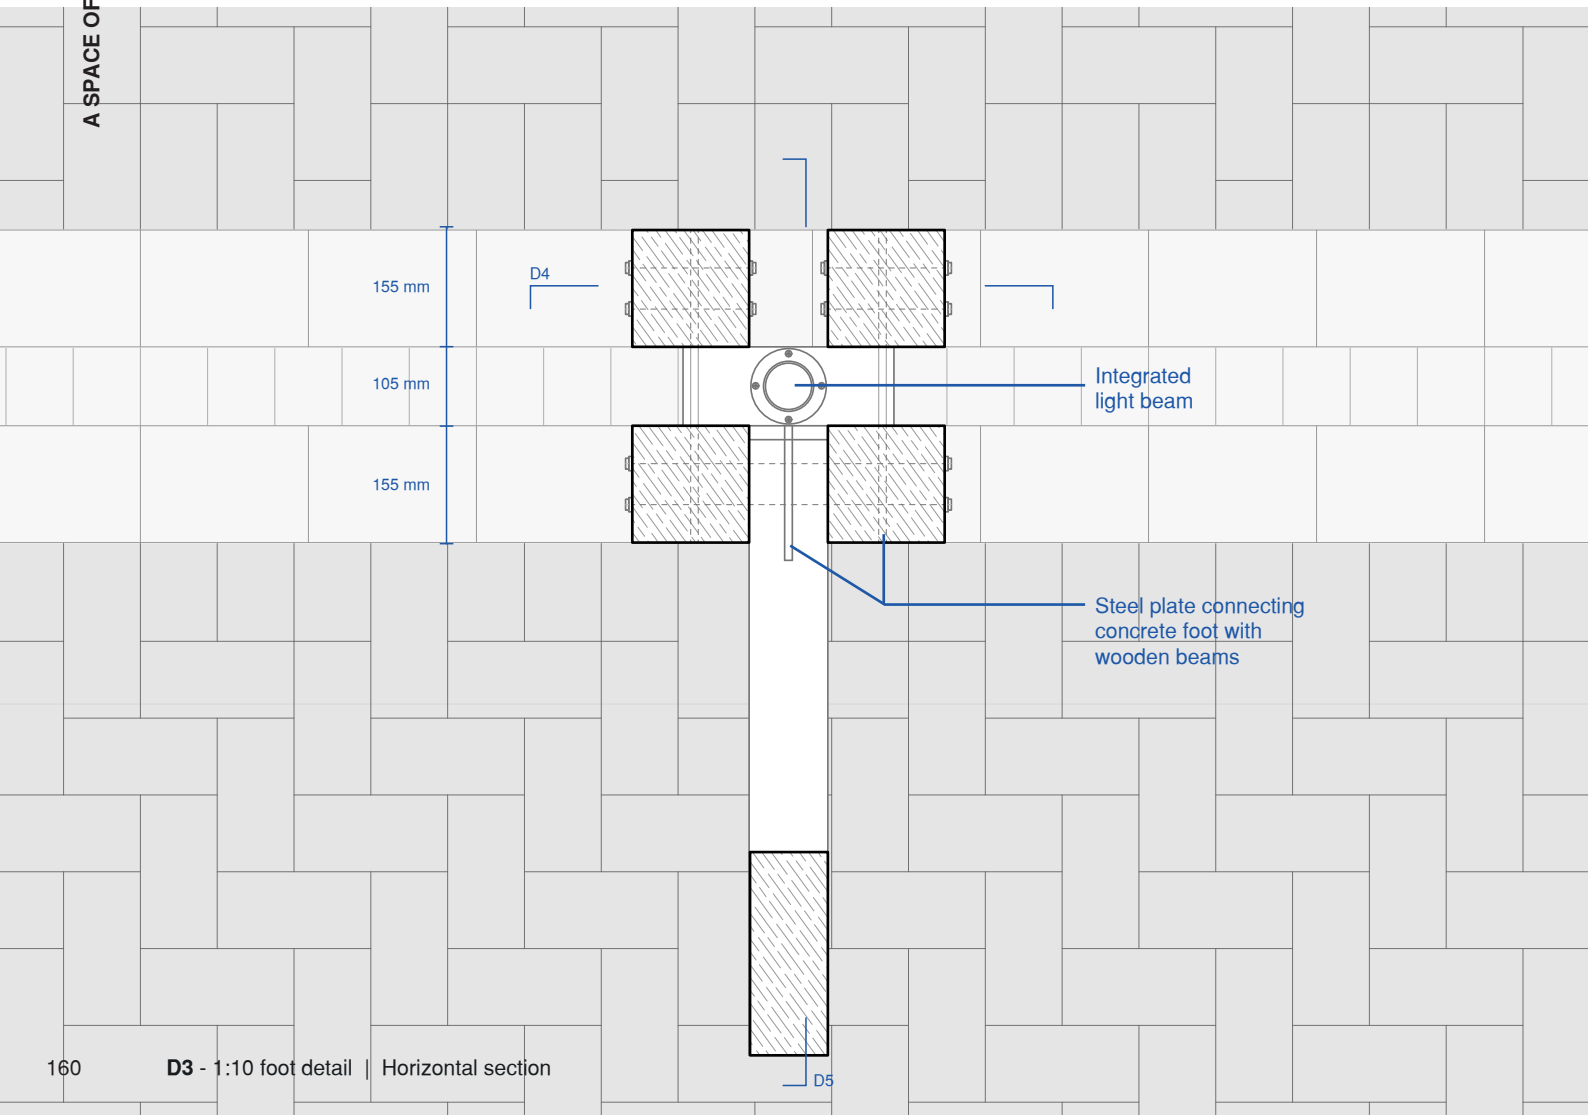 A SPACE OF
D4
155 mm
105 mm
155 mm
Integrated
light beam
Steel plate connecting
concrete foot with
wooden beams
160
D3 - 1:10 foot detail | Horizontal section
D5